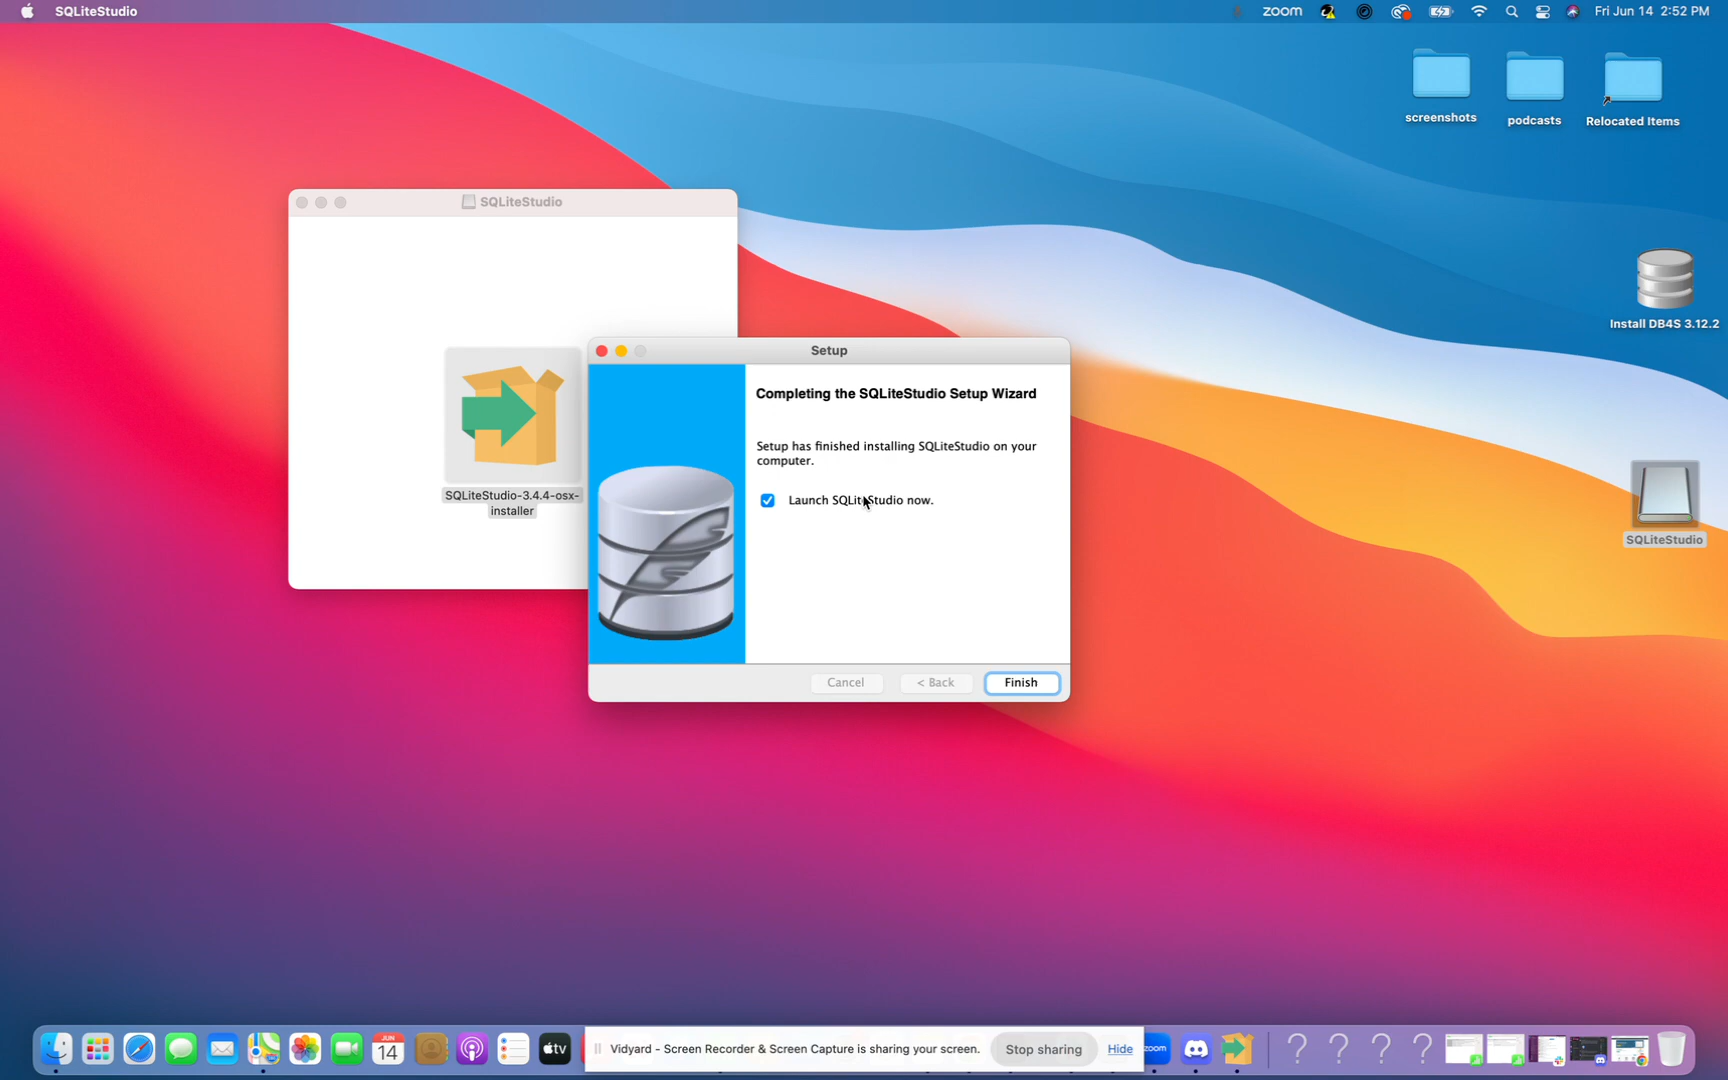 SQLiteStudio
zoom
Fri Jun 14 2:52 PM
screenshots
podcasts
Relocated Items
SQLiteStudio
Install DB4S 3.12.2
Setup
Completing the SQLiteStudio Setup Wizard
Setup has finished installing SQLiteStudio on your
computer.
Launch SQLiteStudio now.
SQLiteStudio-3.4.4-osx-
installer
SQLiteStudio
Cancel
< Back
Finish
JUN
14
tv
Vidyard - Screen Recorder & Screen Capture is sharing your screen.
Stop sharing
Hide
zoom